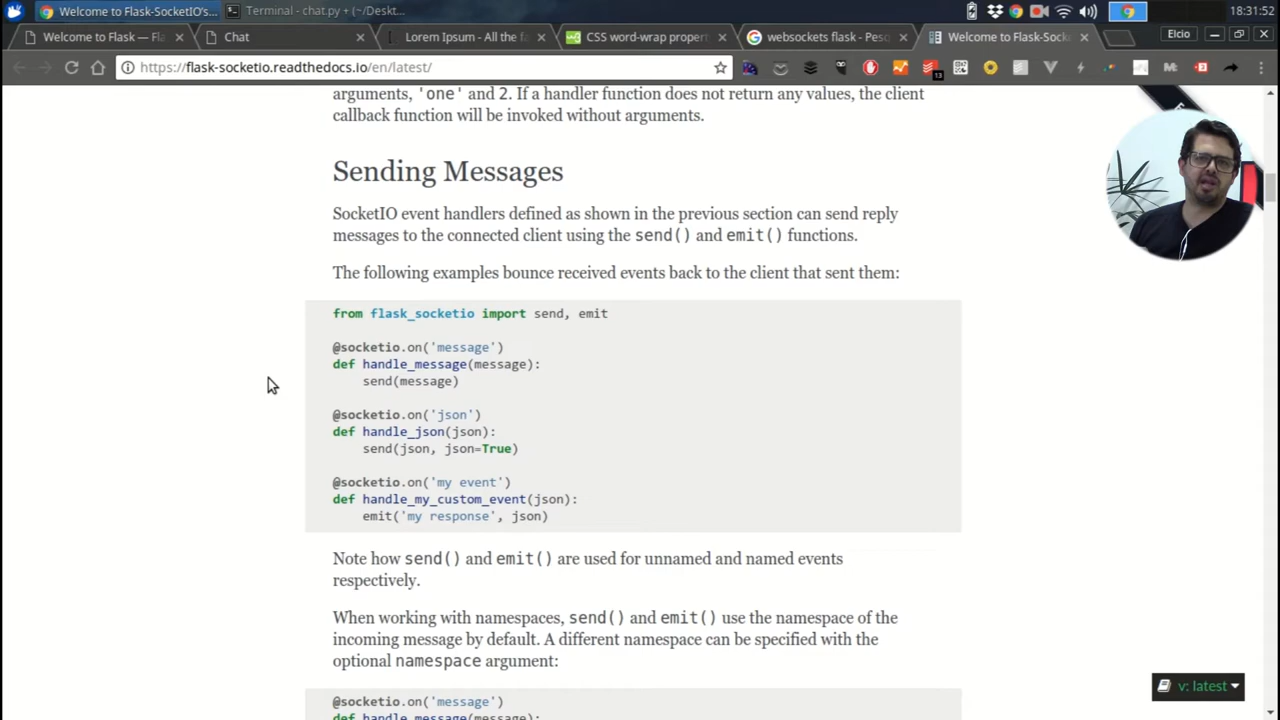 Welcome to Flask-SocketIO's...
Terminal - chat.py + (~/Deskt...
18:31:52
Welcome to Flask — Fla
Chat
Lorem Ipsum - All the fa
CSS word-wrap propert
websockets flask - Pesq
Welcome to Flask-Socke
Elcio
https://flask-socketio.readthedocs.io/en/latest/
13
arguments, 'one' and 2. If a handler function does not return any values, the client
callback function will be invoked without arguments.
Sending Messages
SocketIO event handlers defined as shown in the previous section can send reply
messages to the connected client using the send() and emit() functions.
The following examples bounce received events back to the client that sent them:
from flask_socketio import send, emit
@socketio.on('message')
def handle_message(message):
send(message)
@socketio.on('json')
def handle_json(json):
send(json, json=True)
@socketio.on('my event')
def handle_my_custom_event(json):
emit('my response', json)
Note how send() and emit() are used for unnamed and named events
respectively.
When working with namespaces, send() and emit() use the namespace of the
incoming message by default. A different namespace can be specified with the
optional namespace argument:
@socketio.on('message')
def handle_message(message):
v: latest